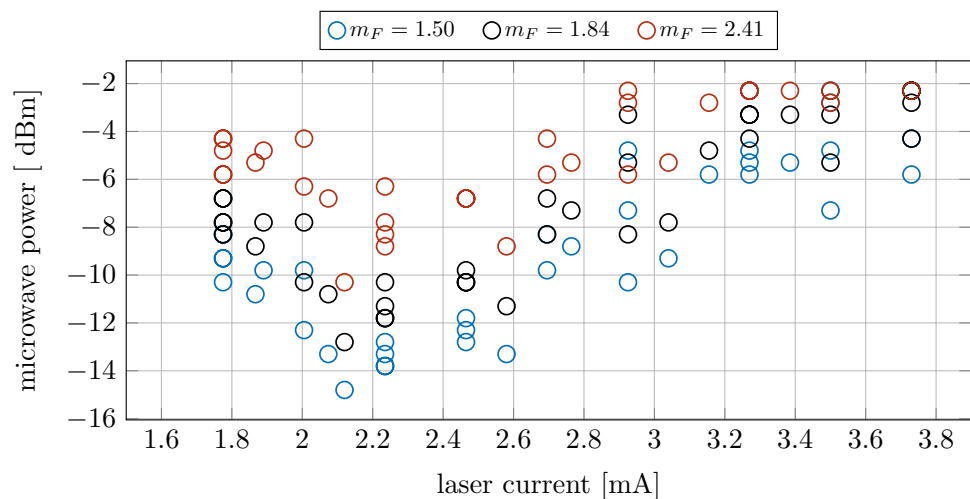 m_F = 1.50 m_F = 1.84 m_F = 2.41
−2
−4
−6
−8
−10
−12
−14
−16
microwave power [ dBm]
1.6 1.8 2 2.2 2.4 2.6 2.8 3 3.2 3.4 3.6 3.8
laser current [mA]